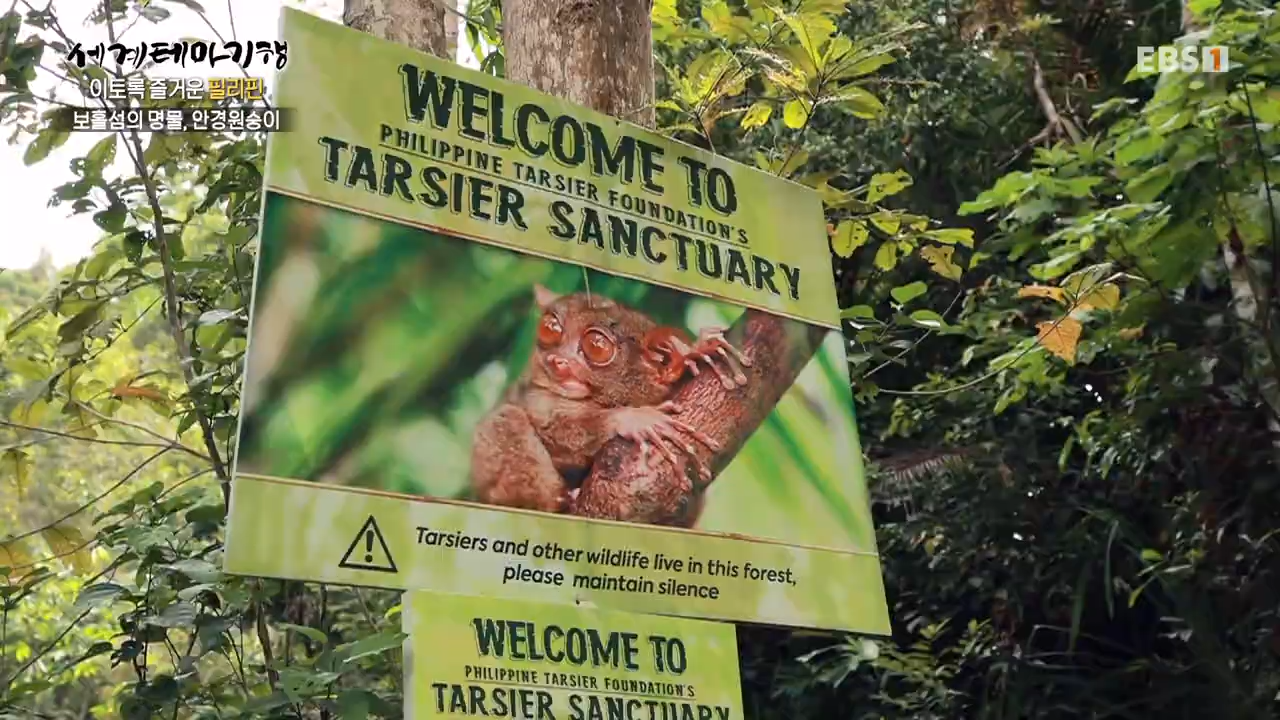 세계테마기행
이토록 즐거운 필리핀
보홀섬의 명물, 안경원숭이
EBS1
WELCOME TO
PHILIPPINE TARSIER FOUNDATION'S
TARSIER SANCTUARY
Tarsiers and other wildlife live in this forest,
please maintain silence
WELCOME TO
PHILIPPINE TARSIER FOUNDATION'S
TARSIER SANCTUARY